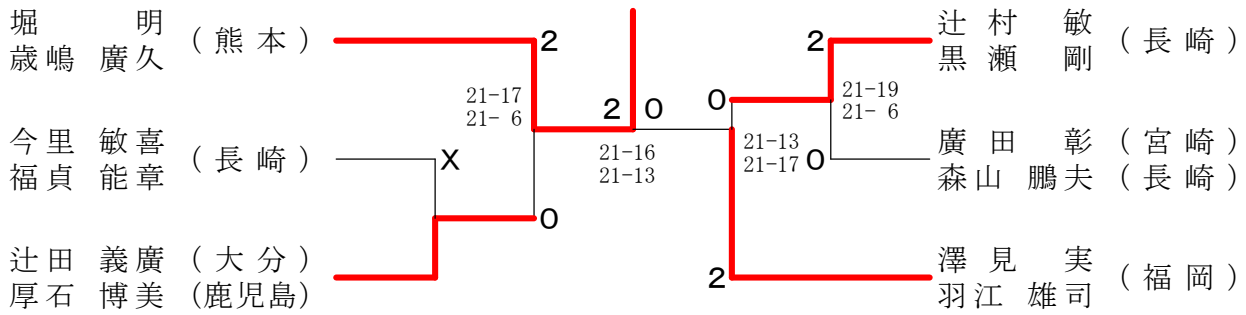 堀 明
歳嶋 廣久
(熊本)
2
21-17
21- 6
今里 敏喜
福貞 能章
(長崎)
X
0
辻田 義廣 (大分)
厚石 博美 (鹿児島)
2 0
21-16
21-13
辻村 敏
黒瀬 剛
(長崎)
2
21-19
21- 6
0
21-13
21-17
0
廣田 彰 (宮崎)
森山 鵬夫 (長崎)
2
澤見 実
羽江 雄司
(福岡)